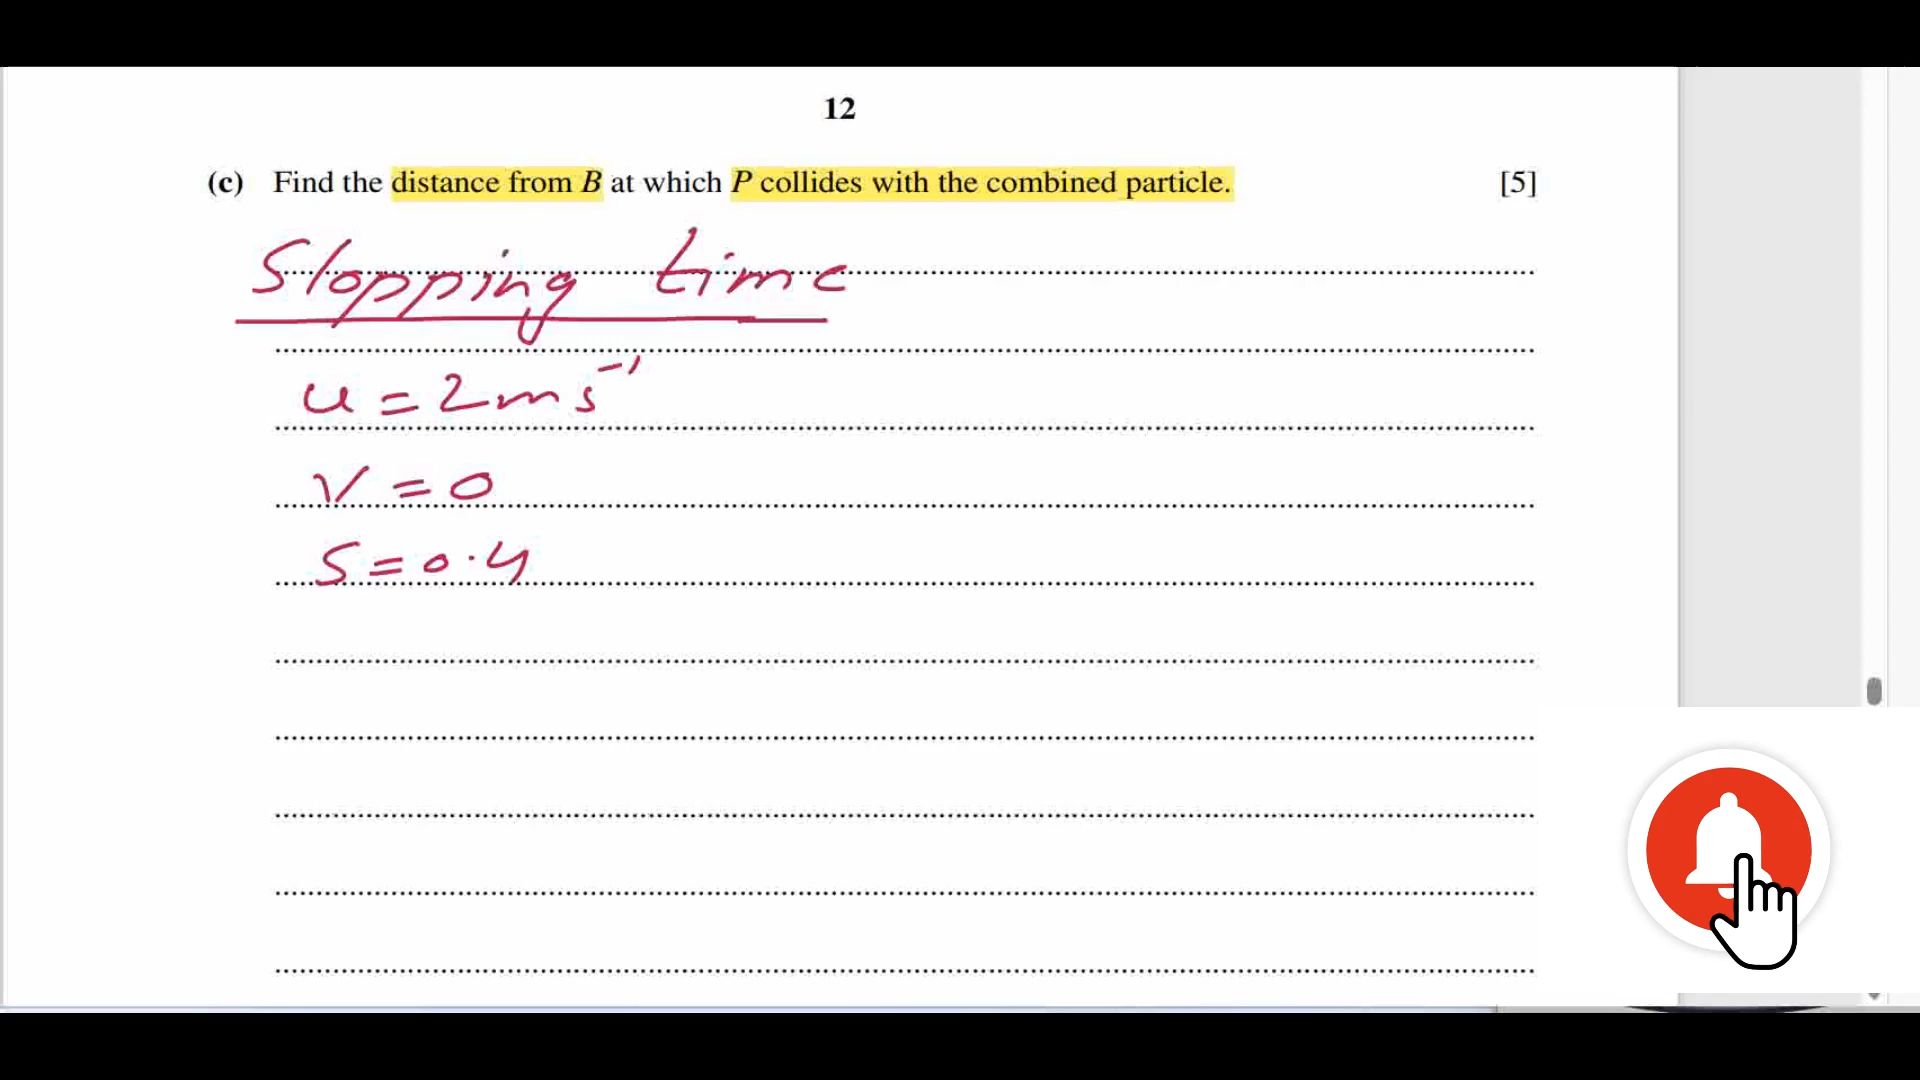 12
(c) Find the distance from B at which P collides with the combined particle. [5]
Stopping time
u = 2ms⁻¹
v = 0
S = 0.4